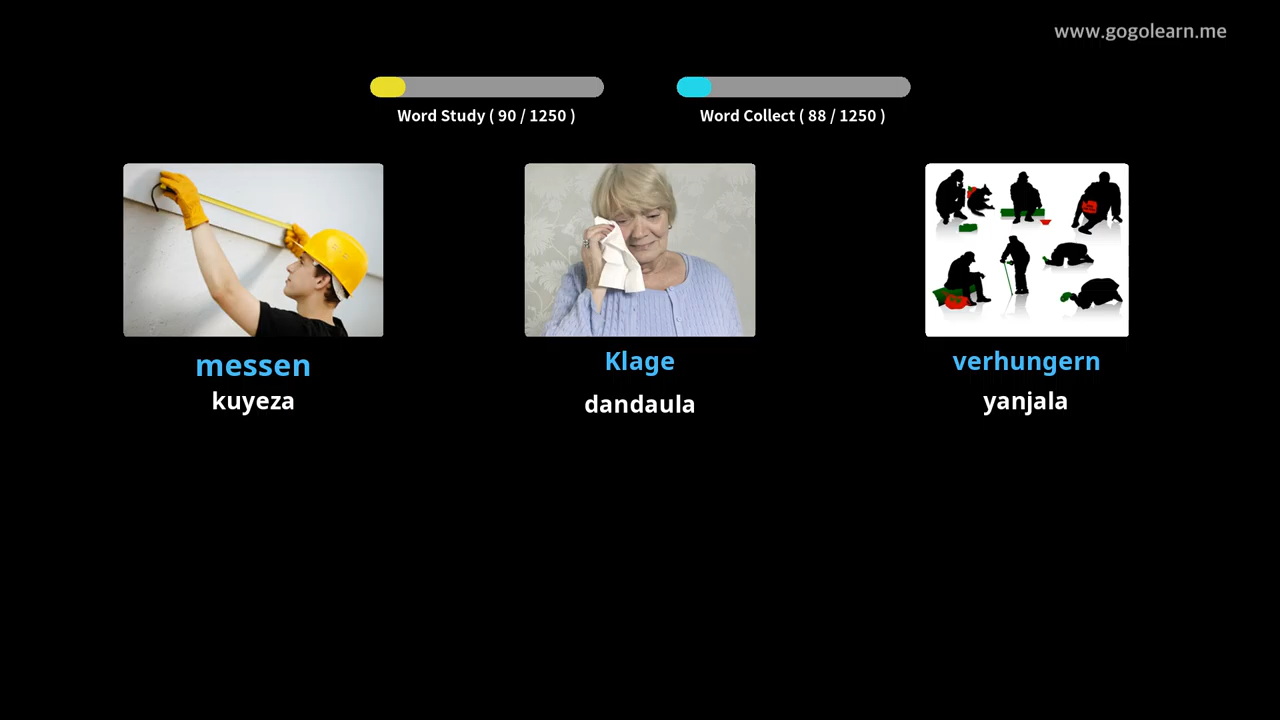 www.gogolearn.me
Word Study ( 90 / 1250 )
Word Collect ( 88 / 1250 )
messen
kuyeza
Klage
dandaula
verhungern
yanjala